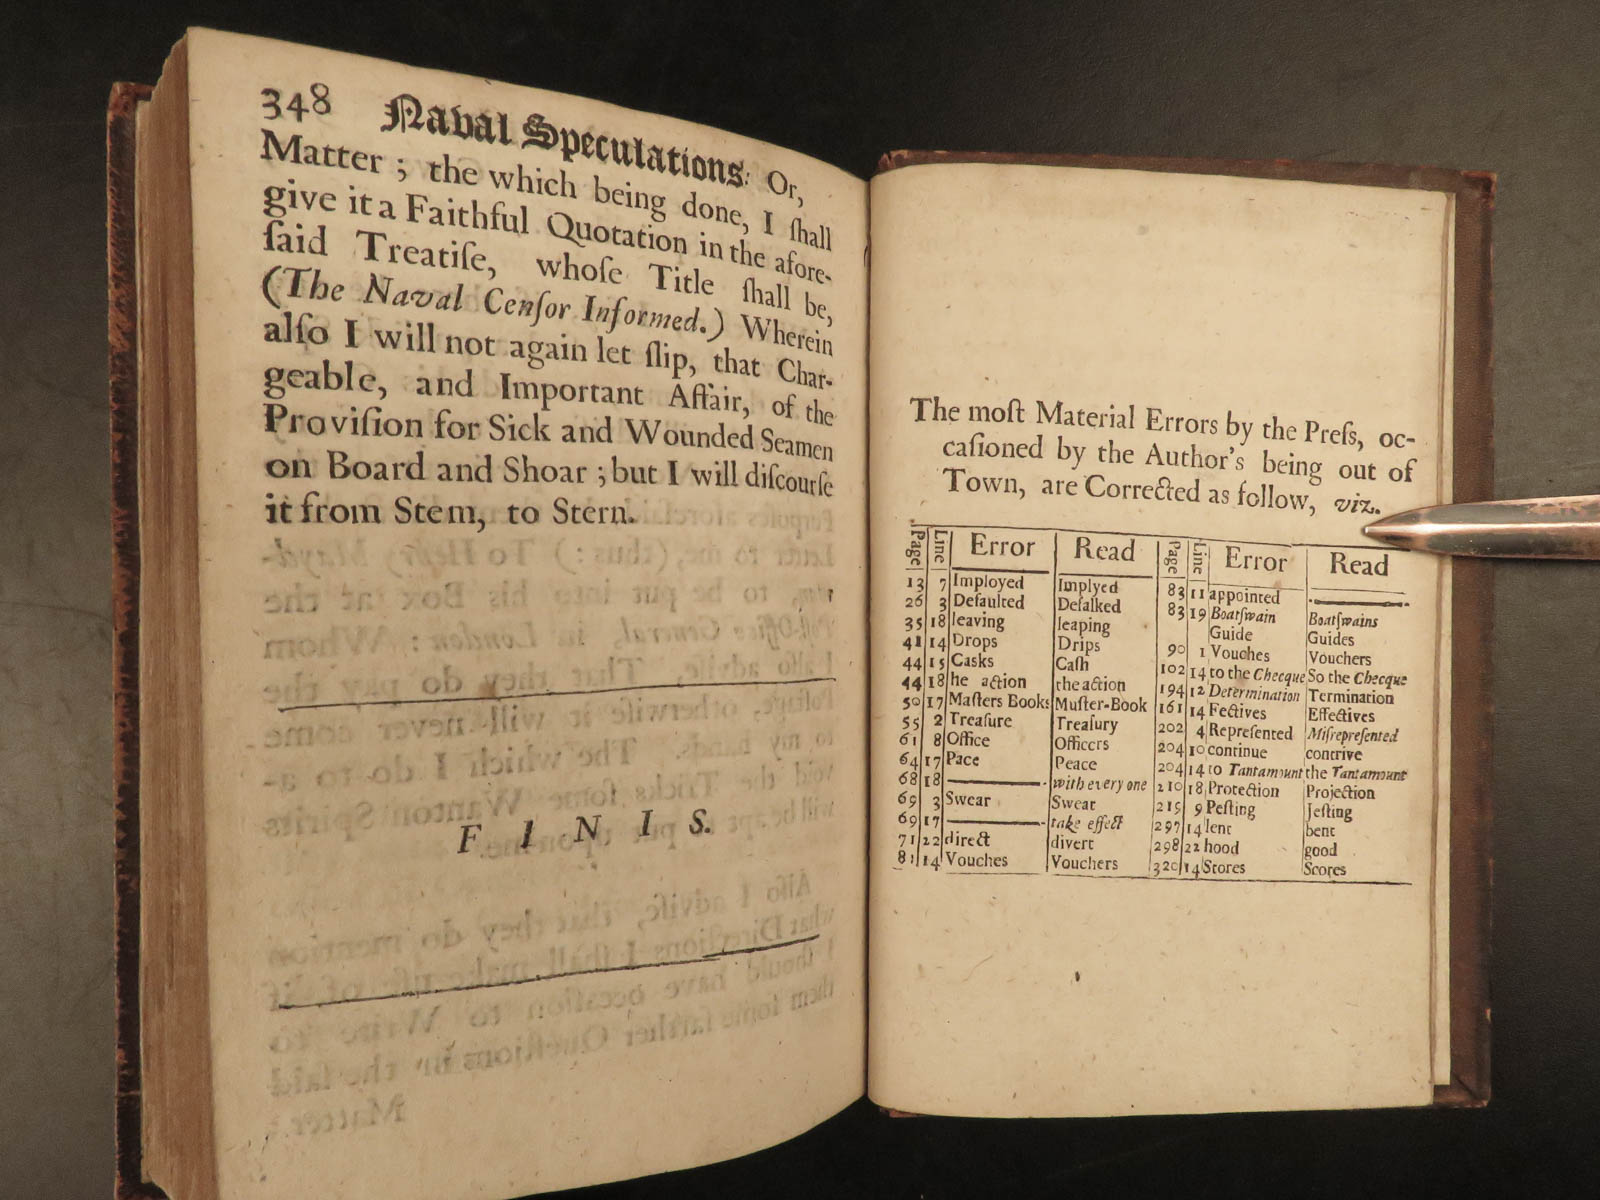 348 Naval Speculations: Or,
Matter; the which being done, I ſhall
give it a Faithful Quotation in the afore-
ſaid Treatiſe, whoſe Title ſhall be,
(The Naval Cenſor Informed.) Wherein
alſo I will not again let ſlip, that Char-
geable, and Important Affair, of the
Proviſion for Sick and Wounded Seamen
on Board and Shoar; but I will diſcourſe
it from Stem, to Stern.
F I N I S.
The moſt Material Errors by the Preſs, oc-
caſioned by the Author's being out of
Town, are Corrected as follow, viz.
Page Line Error Read
13 7 Imployed Implyed
26 3 Defaulted Defalked
35 18 leaving leaping
41 14 Drops Drips
44 15 Casks Caſh
44 18 he action the action
50 17 Maſters Books Muſter-Book
55 2 Treaſure Treaſury
61 8 Office Officers
64 17 Pace Peace
68 18 —— with every one
69 3 Swear Sweat
69 17 —— take effect
71 22 direct divert
81 14 Vouches Vouchers
Page Line Error Read
83 11 appointed ——
83 19 Boatſwain Boatſwains
Guide Guides
90 1 Vouches Vouchers
102 14 to the Checque So the Checque
194 12 Determination Termination
161 14 Fectives Effectives
202 4 Repreſented Miſrepreſented
204 10 continue contrive
204 14 to Tantamount the Tantamount
210 18 Protection Projection
215 9 Peſting Jeſting
297 14 lent bent
298 22 hood good
320 14 Stores Scores